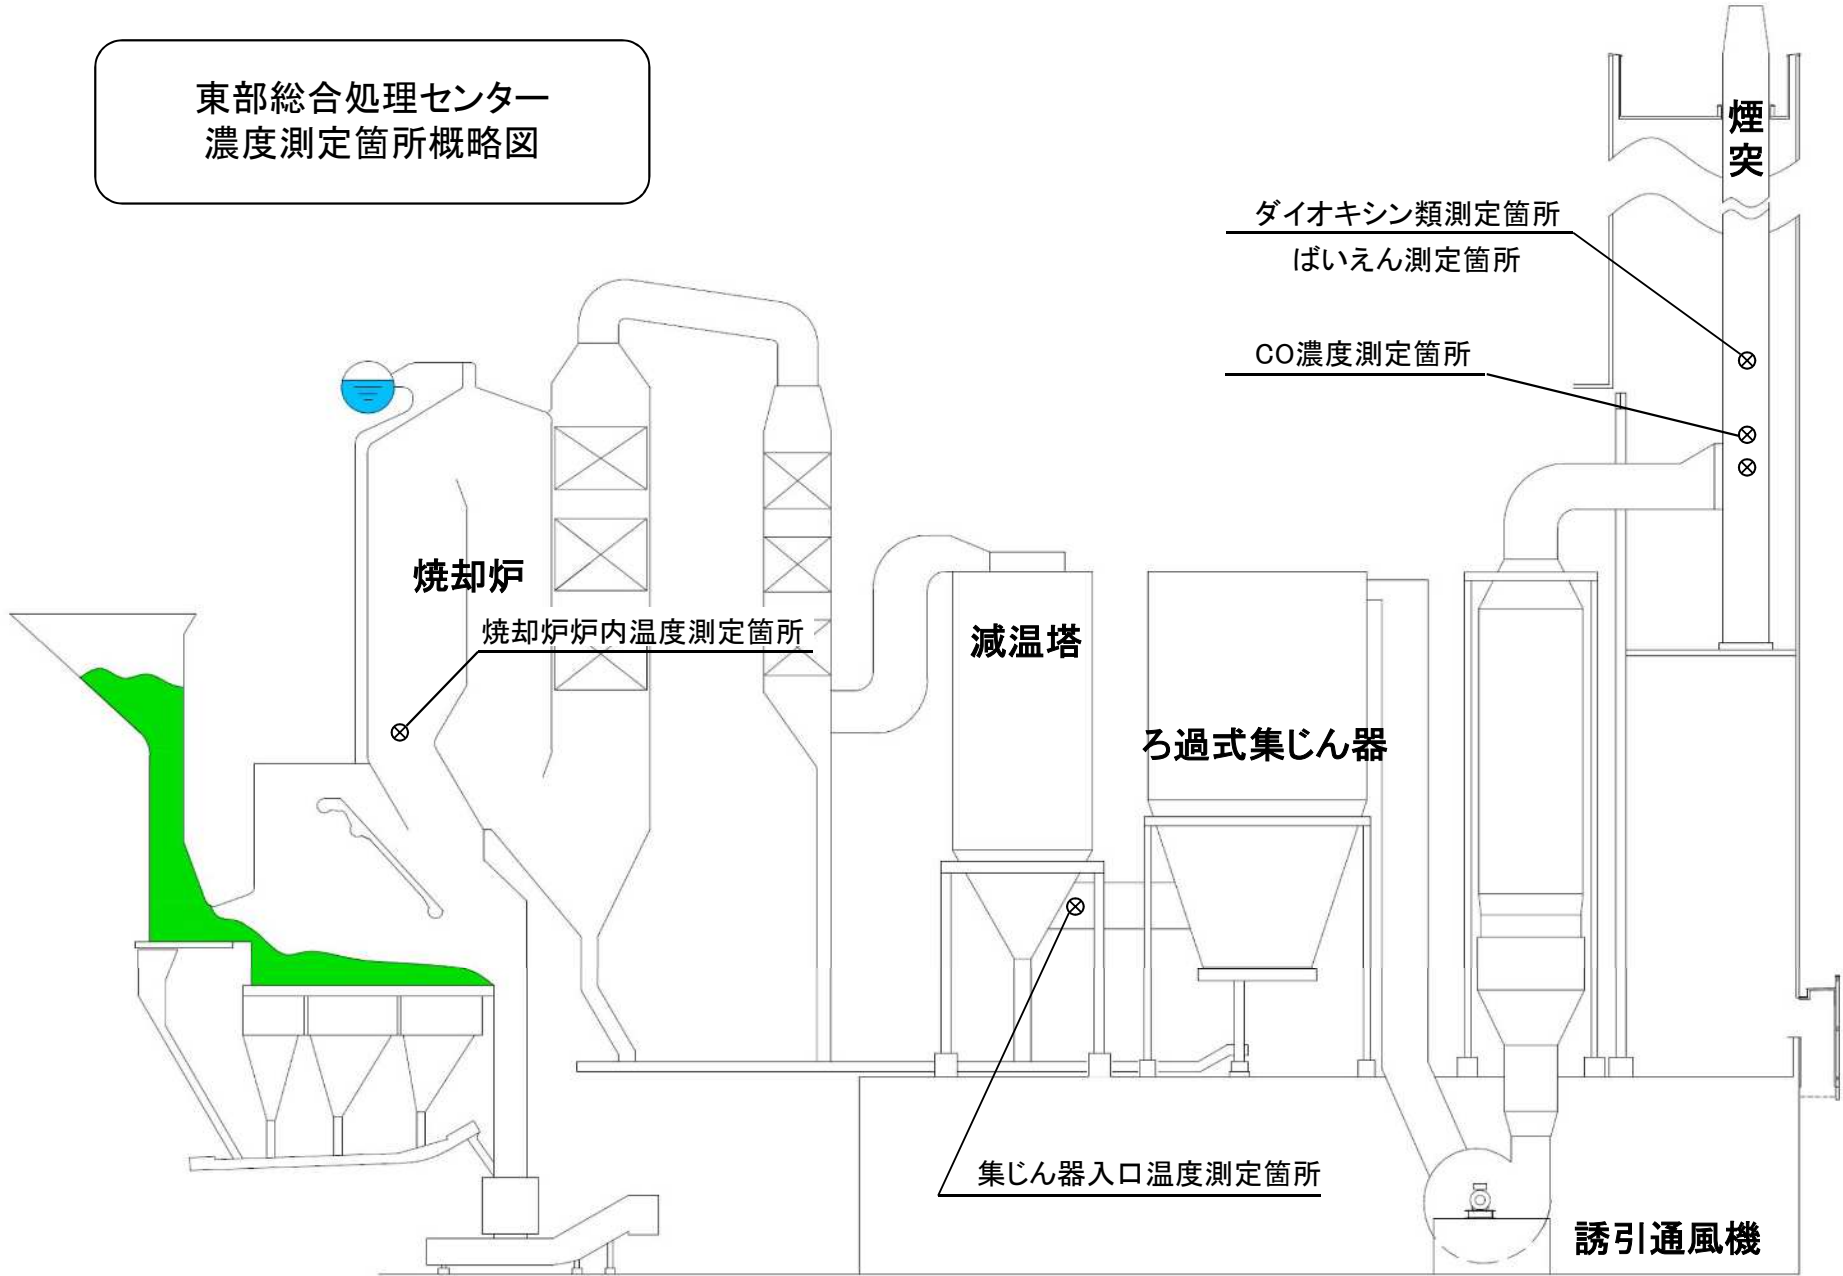 東部総合処理センター
濃度測定箇所概略図
煙突
ダイオキシン類測定箇所
ばいえん測定箇所
CO濃度測定箇所
焼却炉
焼却炉炉内温度測定箇所
減温塔
ろ過式集じん器
集じん器入口温度測定箇所
誘引通風機